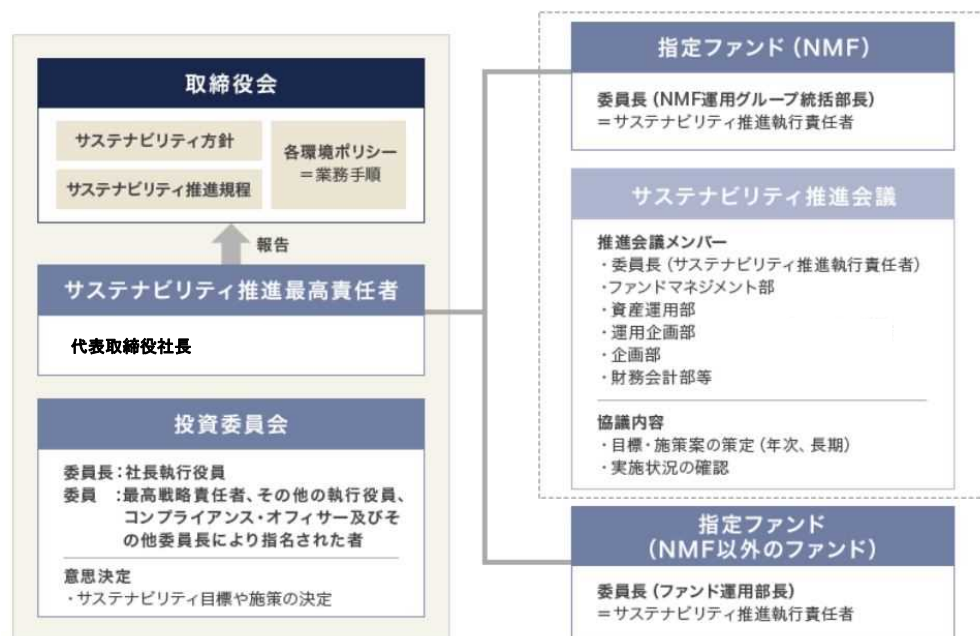 取締役会
サステナビリティ方針
サステナビリティ推進規程
各環境ポリシー
＝業務手順
報告
サステナビリティ推進最高責任者
代表取締役社長
投資委員会
委員長：社長執行役員
委員　：最高戦略責任者、その他の執行役員、
コンプライアンス・オフィサー及びそ
の他委員長により指名された者
意思決定
・サステナビリティ目標や施策の決定
指定ファンド（NMF）
委員長（NMF運用グループ統括部長）
＝サステナビリティ推進執行責任者
サステナビリティ推進会議
推進会議メンバー
・委員長（サステナビリティ推進執行責任者）
・ファンドマネジメント部
・資産運用部
・運用企画部
・企画部
・財務会計部等
協議内容
・目標・施策案の策定（年次、長期）
・実施状況の確認
指定ファンド
（NMF以外のファンド）
委員長（ファンド運用部長）
＝サステナビリティ推進執行責任者